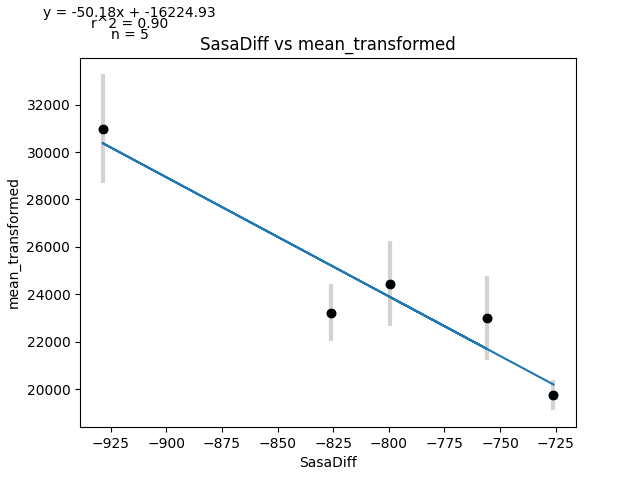 y = -50.18x + -16224.93
r^2 = 0.90
n = 5
SasaDiff vs mean_transformed
mean_transformed
32000
30000
28000
26000
24000
22000
20000
−925 −900 −875 −850 −825 −800 −775 −750 −725
SasaDiff